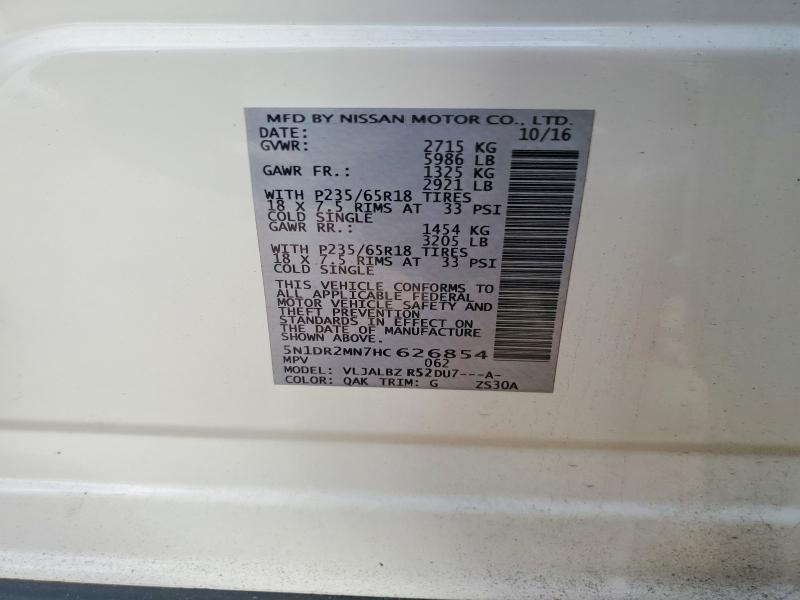 MFD BY NISSAN MOTOR CO., LTD.
DATE: 10/16
GVWR: 2715 KG
5986 LB
GAWR FR.: 1325 KG
2921 LB
WITH P235/65R18 TIRES
18 X 7.5 RIMS AT 33 PSI
COLD SINGLE
GAWR RR.: 1454 KG
3205 LB
WITH P235/65R18 TIRES
18 X 7.5 RIMS AT 33 PSI
COLD SINGLE
THIS VEHICLE CONFORMS TO
ALL APPLICABLE FEDERAL
MOTOR VEHICLE SAFETY AND
THEFT PREVENTION
STANDARDS IN EFFECT ON
THE DATE OF MANUFACTURE
SHOWN ABOVE.
5N1DR2MN7HC 626854
MPV 062
MODEL: VLJALBZ R52DU7---A-
COLOR: QAK TRIM: G ZS30A